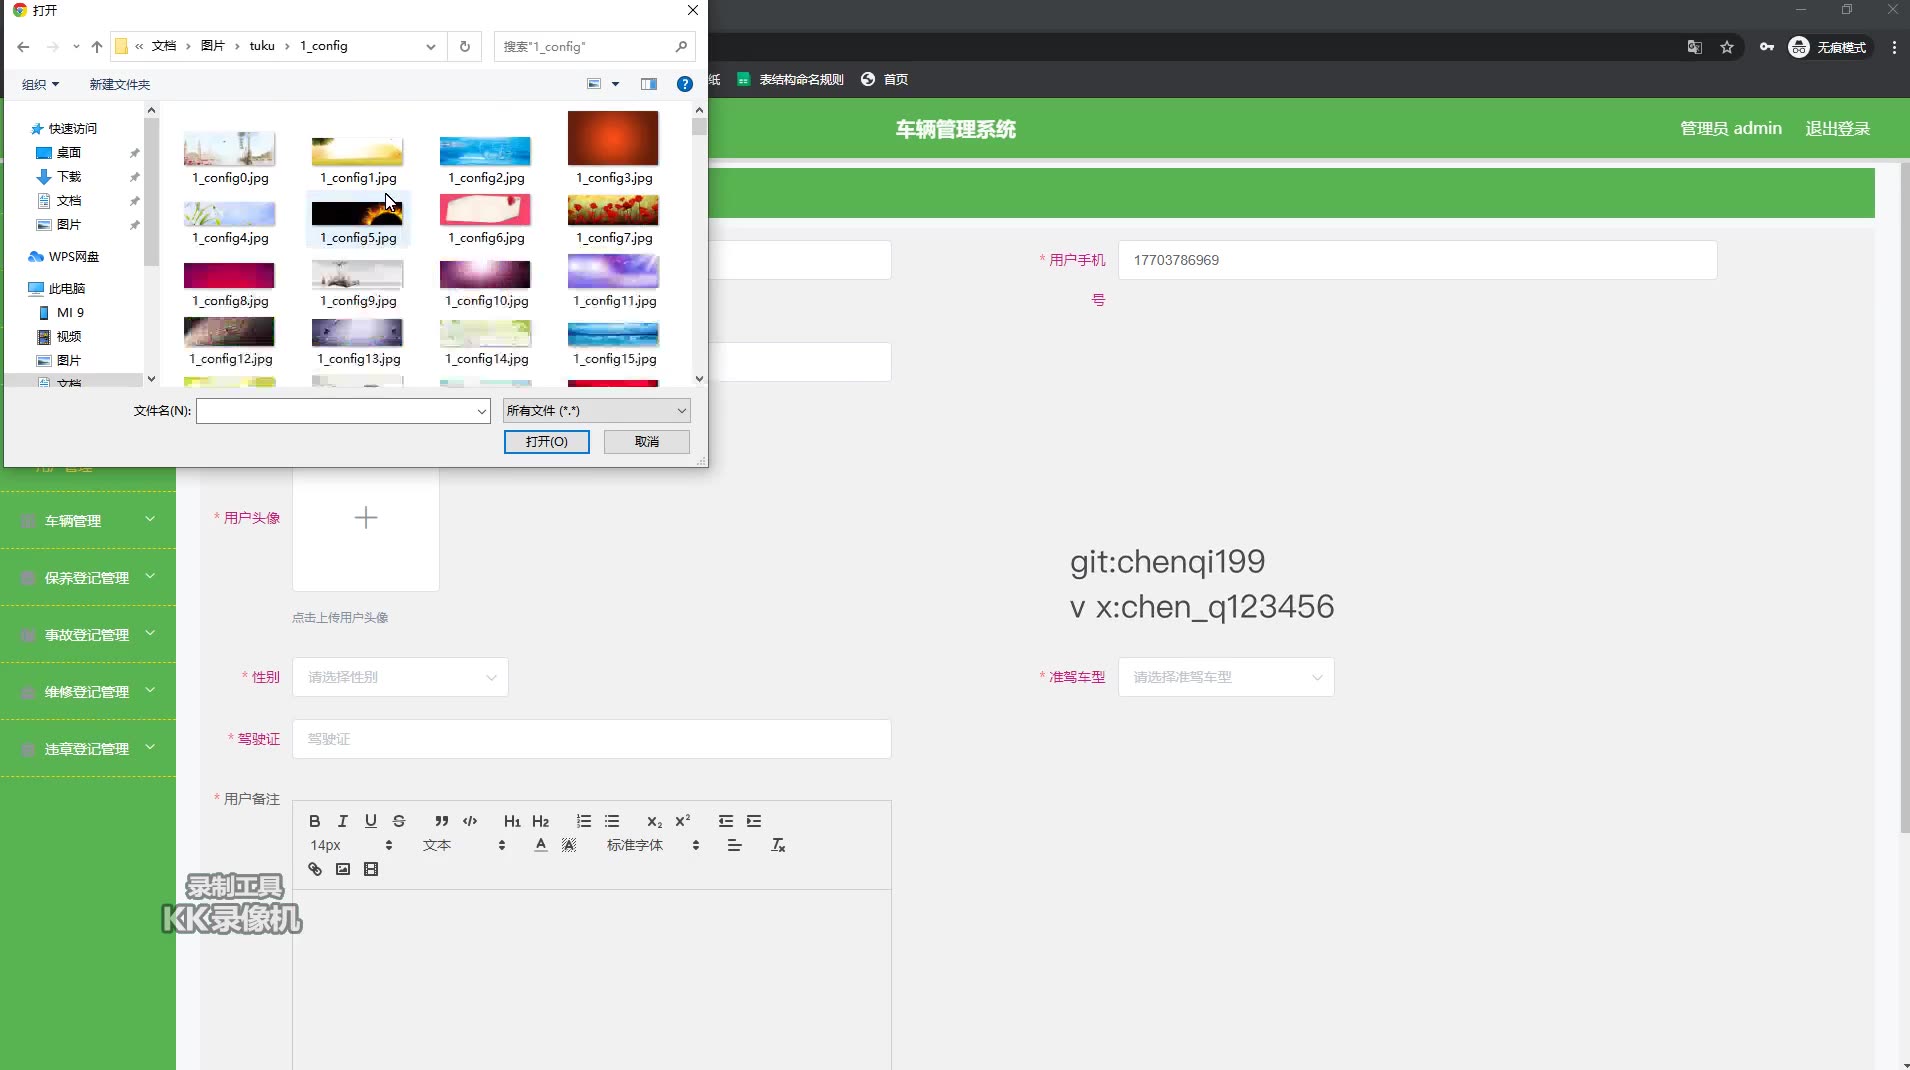 打开
« 文档 › 图片 › tuku › 1_config
搜索"1_config"
无痕模式
组织
新建文件夹
纸
表结构命名规则
首页
快速访问
桌面
下载
文档
图片
WPS网盘
此电脑
MI 9
视频
图片
文档
1_config0.jpg
1_config1.jpg
1_config2.jpg
1_config3.jpg
1_config4.jpg
1_config5.jpg
1_config6.jpg
1_config7.jpg
1_config8.jpg
1_config9.jpg
1_config10.jpg
1_config11.jpg
1_config12.jpg
1_config13.jpg
1_config14.jpg
1_config15.jpg
文件名(N):
所有文件 (*.*)
打开(O)
取消
车辆管理系统
管理员 admin
退出登录
* 用户手机号
17703786969
用户管理
车辆管理
保养登记管理
事故登记管理
维修登记管理
违章登记管理
* 用户头像
点击上传用户头像
git:chenqi199
v x:chen_q123456
* 性别
请选择性别
* 准驾车型
请选择准驾车型
* 驾驶证
驾驶证
* 用户备注
B I U S H1 H2 X2 X2
14px 文本 A A 标准字体 Tx
录制工具
KK录像机